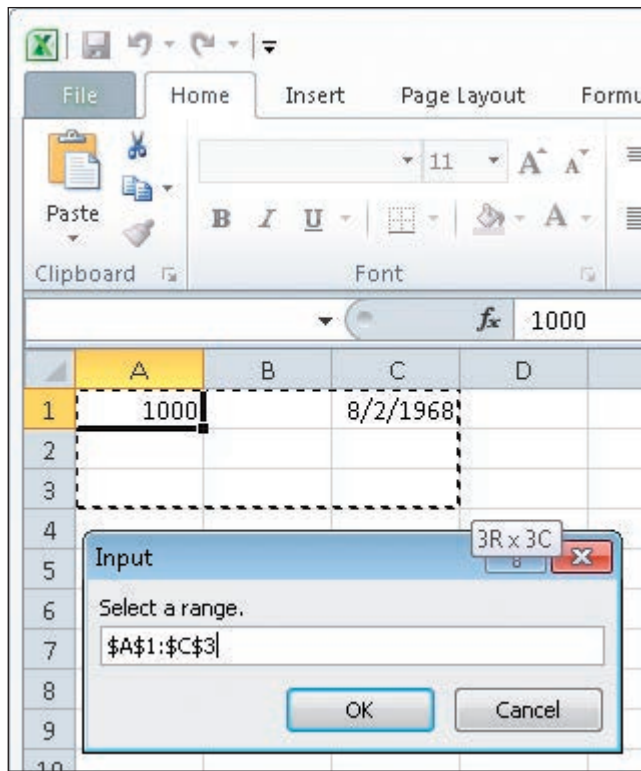 File Home Insert Page Layout Formu
11 A A
Paste B I U A
Clipboard Font
fx 1000
A B C D
1 1000 8/2/1968
2
3
4
3R x 3C
Input
5
6 Select a range.
7 $A$1:$C$3
8
OK Cancel
9
10